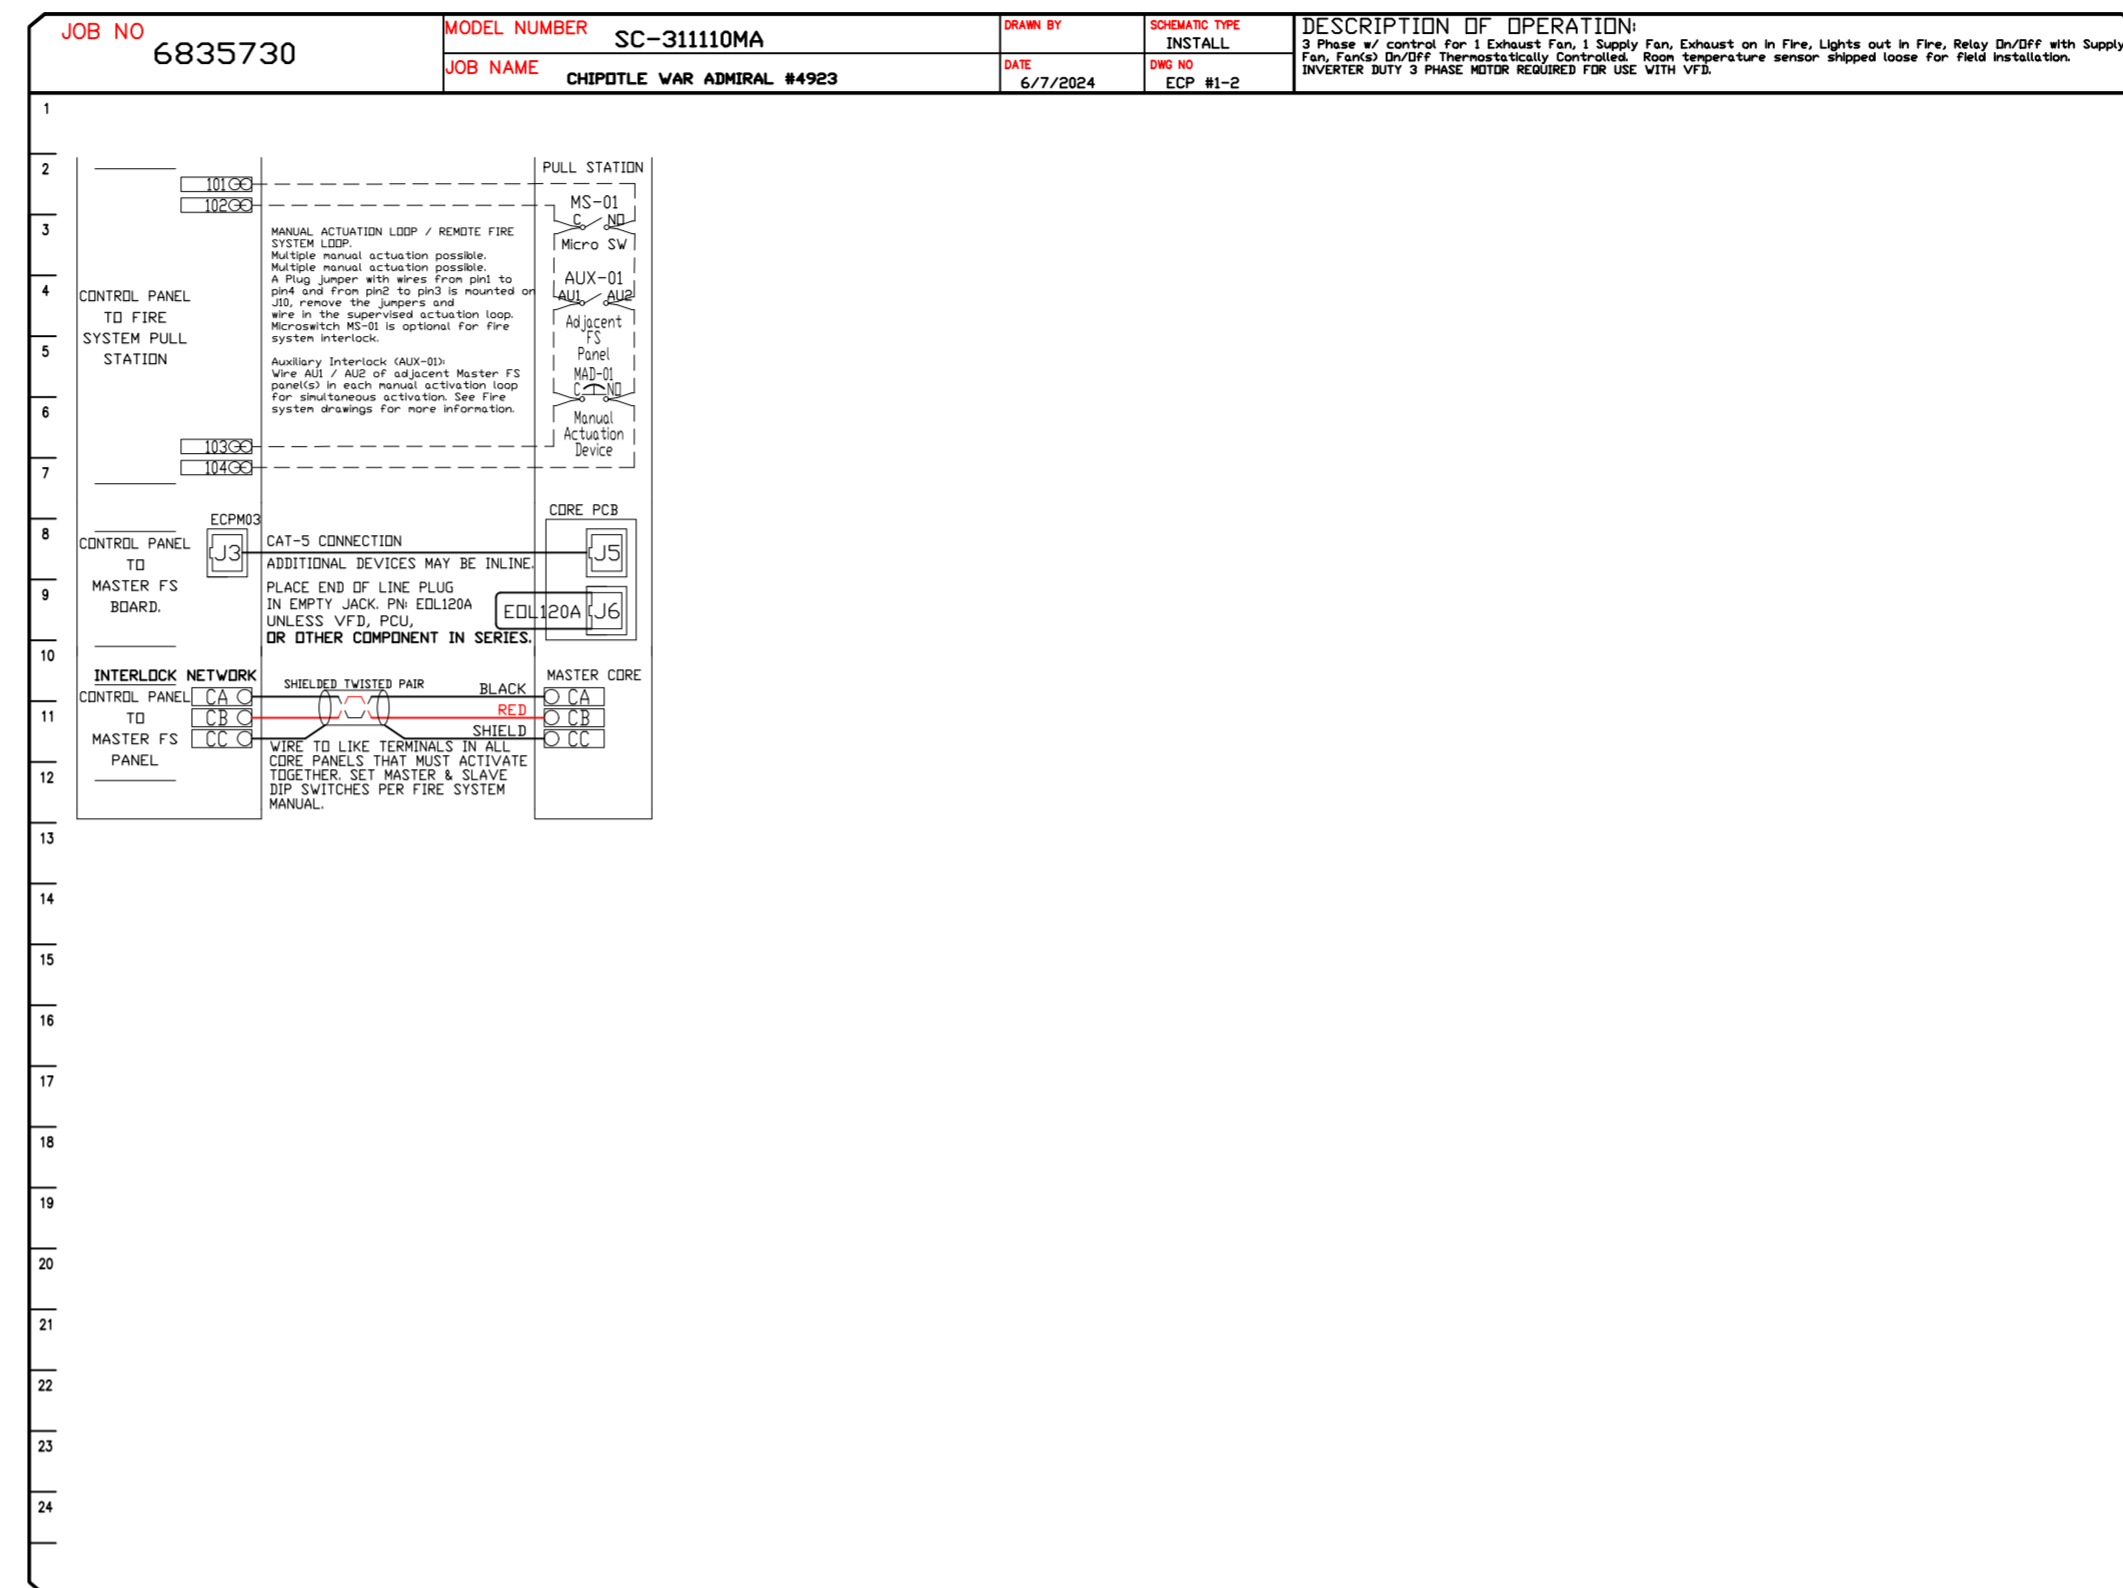 JOB NO
6835730
MODEL NUMBER
SC-311110MA
JOB NAME
CHIPOTLE WAR ADMIRAL #4923
DRAWN BY
DATE
6/7/2024
SCHEMATIC TYPE
INSTALL
DWG NO
ECP #1-2
DESCRIPTION OF OPERATION:
3 Phase w/ control for 1 Exhaust Fan, 1 Supply Fan, Exhaust on in Fire, Lights out in Fire, Relay On/Off with Supply
Fan, Fan(s) On/Off Thermostatically Controlled. Room temperature sensor shipped loose for field installation.
INVERTER DUTY 3 PHASE MOTOR REQUIRED FOR USE WITH VFD.
1
2
3
4
5
6
7
8
9
10
11
12
13
14
15
16
17
18
19
20
21
22
23
24
CONTROL PANEL
TO FIRE
SYSTEM PULL
STATION
101
102
103
104
MANUAL ACTUATION LOOP / REMOTE FIRE
SYSTEM LOOP.
Multiple manual actuation possible.
Multiple manual actuation possible.
A Plug jumper with wires from pin1 to
pin4 and from pin2 to pin3 is mounted on
J10, remove the jumpers and
wire in the supervised actuation loop.
Microswitch MS-01 is optional for fire
system interlock.
Auxiliary Interlock (AUX-01):
Wire AU1 / AU2 of adjacent Master FS
panel(s) in each manual activation loop
for simultaneous activation. See Fire
system drawings for more information.
PULL STATION
MS-01
C NO
Micro SW
AUX-01
AU1 AU2
Adjacent
FS
Panel
MAD-01
C NO
Manual
Actuation
Device
CONTROL PANEL
TO
MASTER FS
BOARD.
ECPM03
J3
CAT-5 CONNECTION
ADDITIONAL DEVICES MAY BE INLINE.
PLACE END OF LINE PLUG
IN EMPTY JACK. PN: EOL120A
UNLESS VFD, PCU,
OR OTHER COMPONENT IN SERIES.
CORE PCB
J5
EOL120A J6
INTERLOCK NETWORK
CONTROL PANEL
TO
MASTER FS
PANEL
CA
CB
CC
SHIELDED TWISTED PAIR
BLACK
RED
SHIELD
WIRE TO LIKE TERMINALS IN ALL
CORE PANELS THAT MUST ACTIVATE
TOGETHER. SET MASTER & SLAVE
DIP SWITCHES PER FIRE SYSTEM
MANUAL.
MASTER CORE
CA
CB
CC